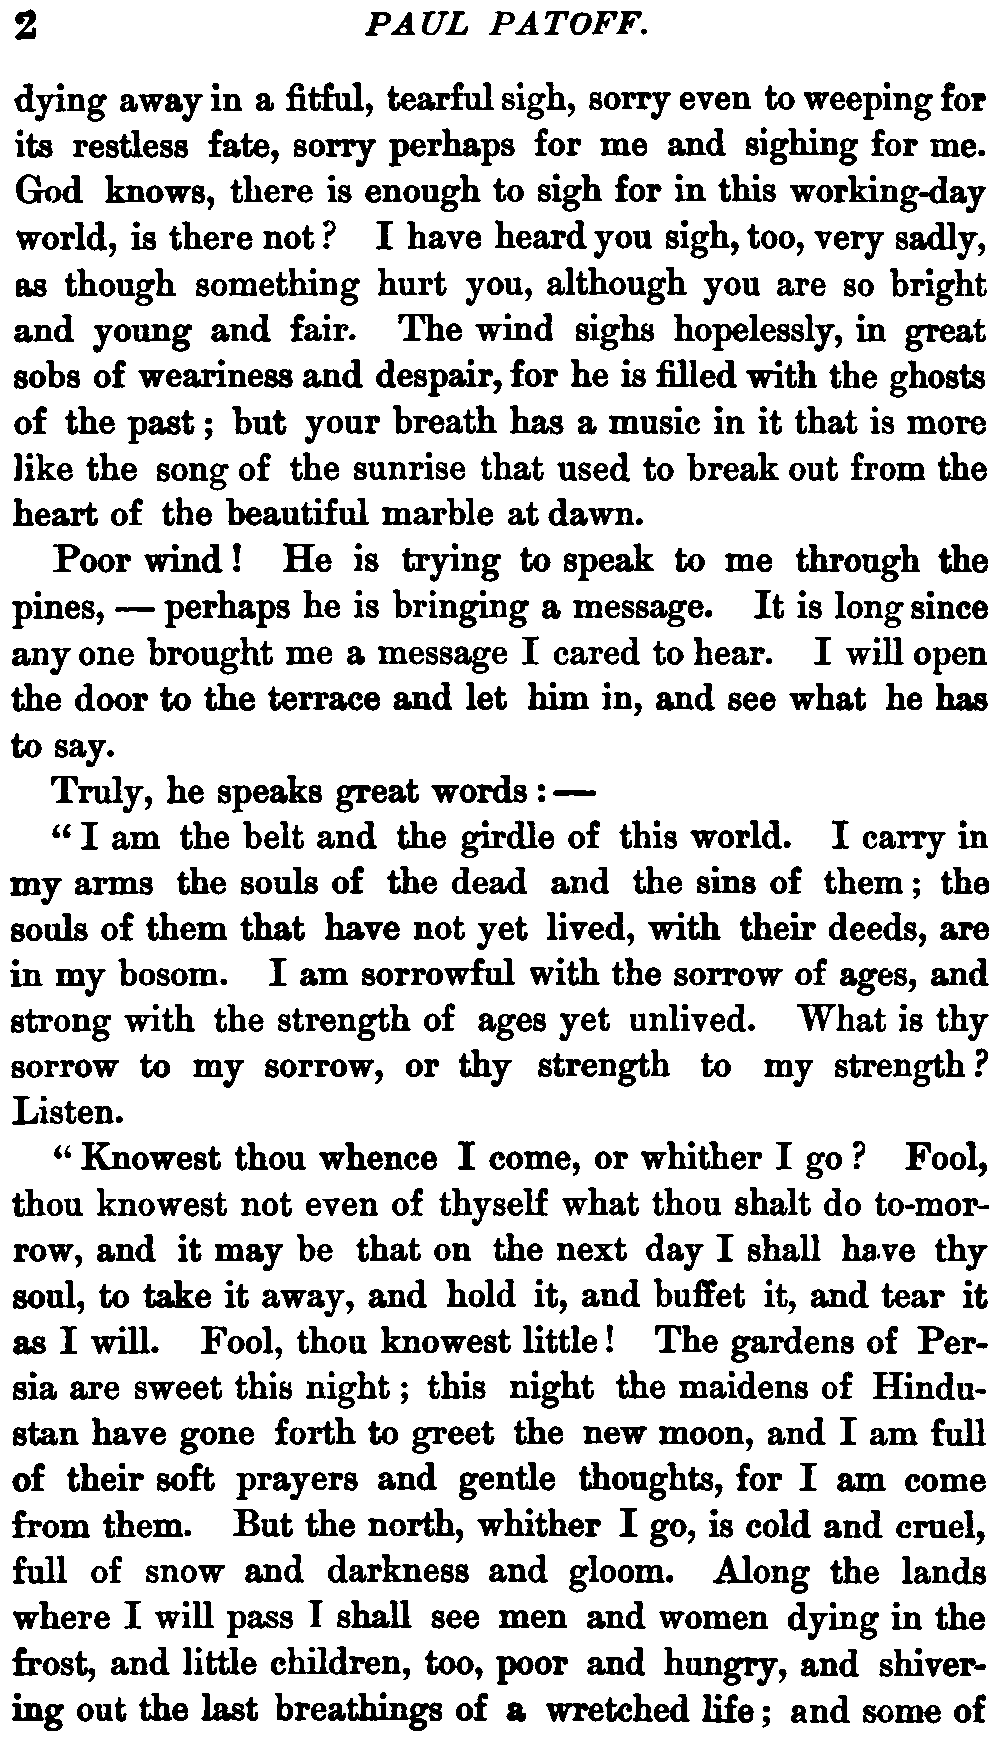 2 PAUL PATOFF.
dying away in a fitful, tearful sigh, sorry even to weeping for
its restless fate, sorry perhaps for me and sighing for me.
God knows, there is enough to sigh for in this working-day
world, is there not? I have heard you sigh, too, very sadly,
as though something hurt you, although you are so bright
and young and fair. The wind sighs hopelessly, in great
sobs of weariness and despair, for he is filled with the ghosts
of the past; but your breath has a music in it that is more
like the song of the sunrise that used to break out from the
heart of the beautiful marble at dawn.
Poor wind! He is trying to speak to me through the
pines, — perhaps he is bringing a message. It is long since
any one brought me a message I cared to hear. I will open
the door to the terrace and let him in, and see what he has
to say.
Truly, he speaks great words: —
“I am the belt and the girdle of this world. I carry in
my arms the souls of the dead and the sins of them; the
souls of them that have not yet lived, with their deeds, are
in my bosom. I am sorrowful with the sorrow of ages, and
strong with the strength of ages yet unlived. What is thy
sorrow to my sorrow, or thy strength to my strength?
Listen.
“Knowest thou whence I come, or whither I go? Fool,
thou knowest not even of thyself what thou shalt do to-mor-
row, and it may be that on the next day I shall have thy
soul, to take it away, and hold it, and buffet it, and tear it
as I will. Fool, thou knowest little! The gardens of Per-
sia are sweet this night; this night the maidens of Hindu-
stan have gone forth to greet the new moon, and I am full
of their soft prayers and gentle thoughts, for I am come
from them. But the north, whither I go, is cold and cruel,
full of snow and darkness and gloom. Along the lands
where I will pass I shall see men and women dying in the
frost, and little children, too, poor and hungry, and shiver-
ing out the last breathings of a wretched life; and some of